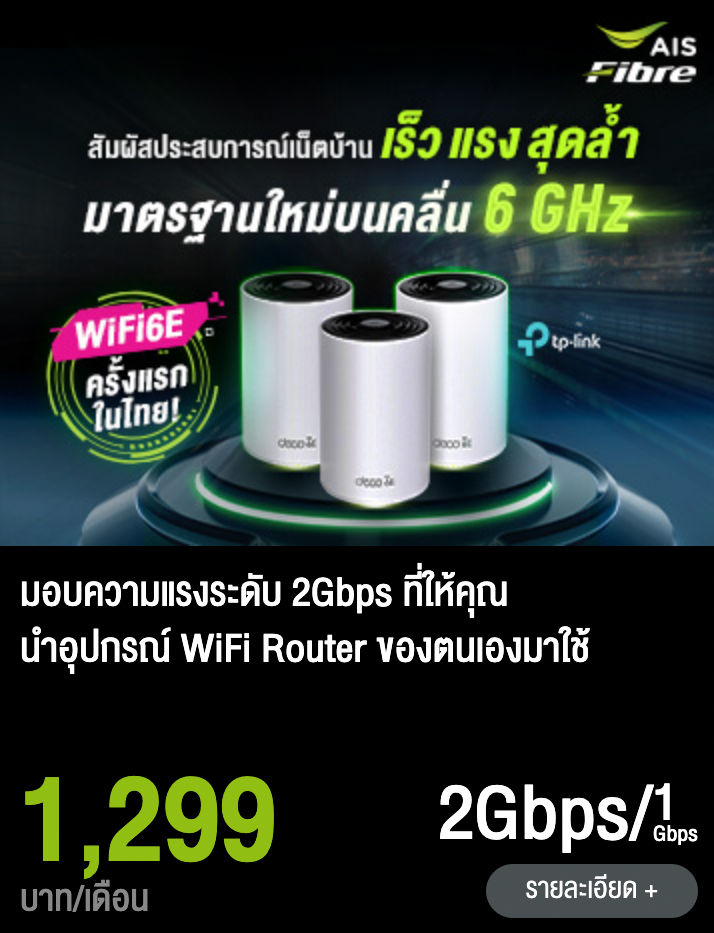 AIS
Fibre
สัมผัสประสบการณ์เน็ตบ้าน เร็ว แรง สุดล้ำ
มาตรฐานใหม่บนคลื่น 6 GHz
WiFi6E
ครั้งแรก
ในไทย!
tp-link
deco
deco
deco
มอบความแรงระดับ 2Gbps ที่ให้คุณ
นำอุปกรณ์ WiFi Router ของตนเองมาใช้
1,299
บาท/เดือน
2Gbps/1
Gbps
รายละเอียด +